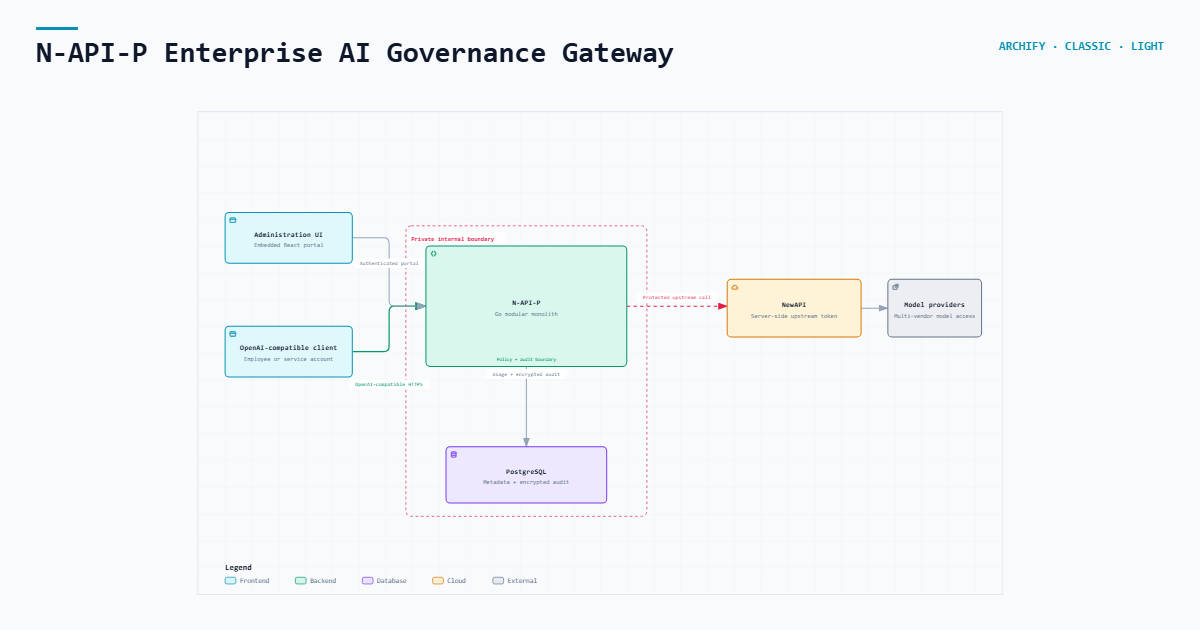 N-API-P Enterprise AI Governance Gateway
ARCHIFY · CLASSIC · LIGHT
Administration UI
Embedded React portal
Authenticated portal
OpenAI-compatible client
Employee or service account
OpenAI-compatible HTTPS
Private internal boundary
N-API-P
Go modular monolith
Policy + audit boundary
Usage + encrypted audit
PostgreSQL
Metadata + encrypted audit
Protected upstream call
NewAPI
Server-side upstream token
Model providers
Multi-vendor model access
Legend
Frontend
Backend
Database
Cloud
External